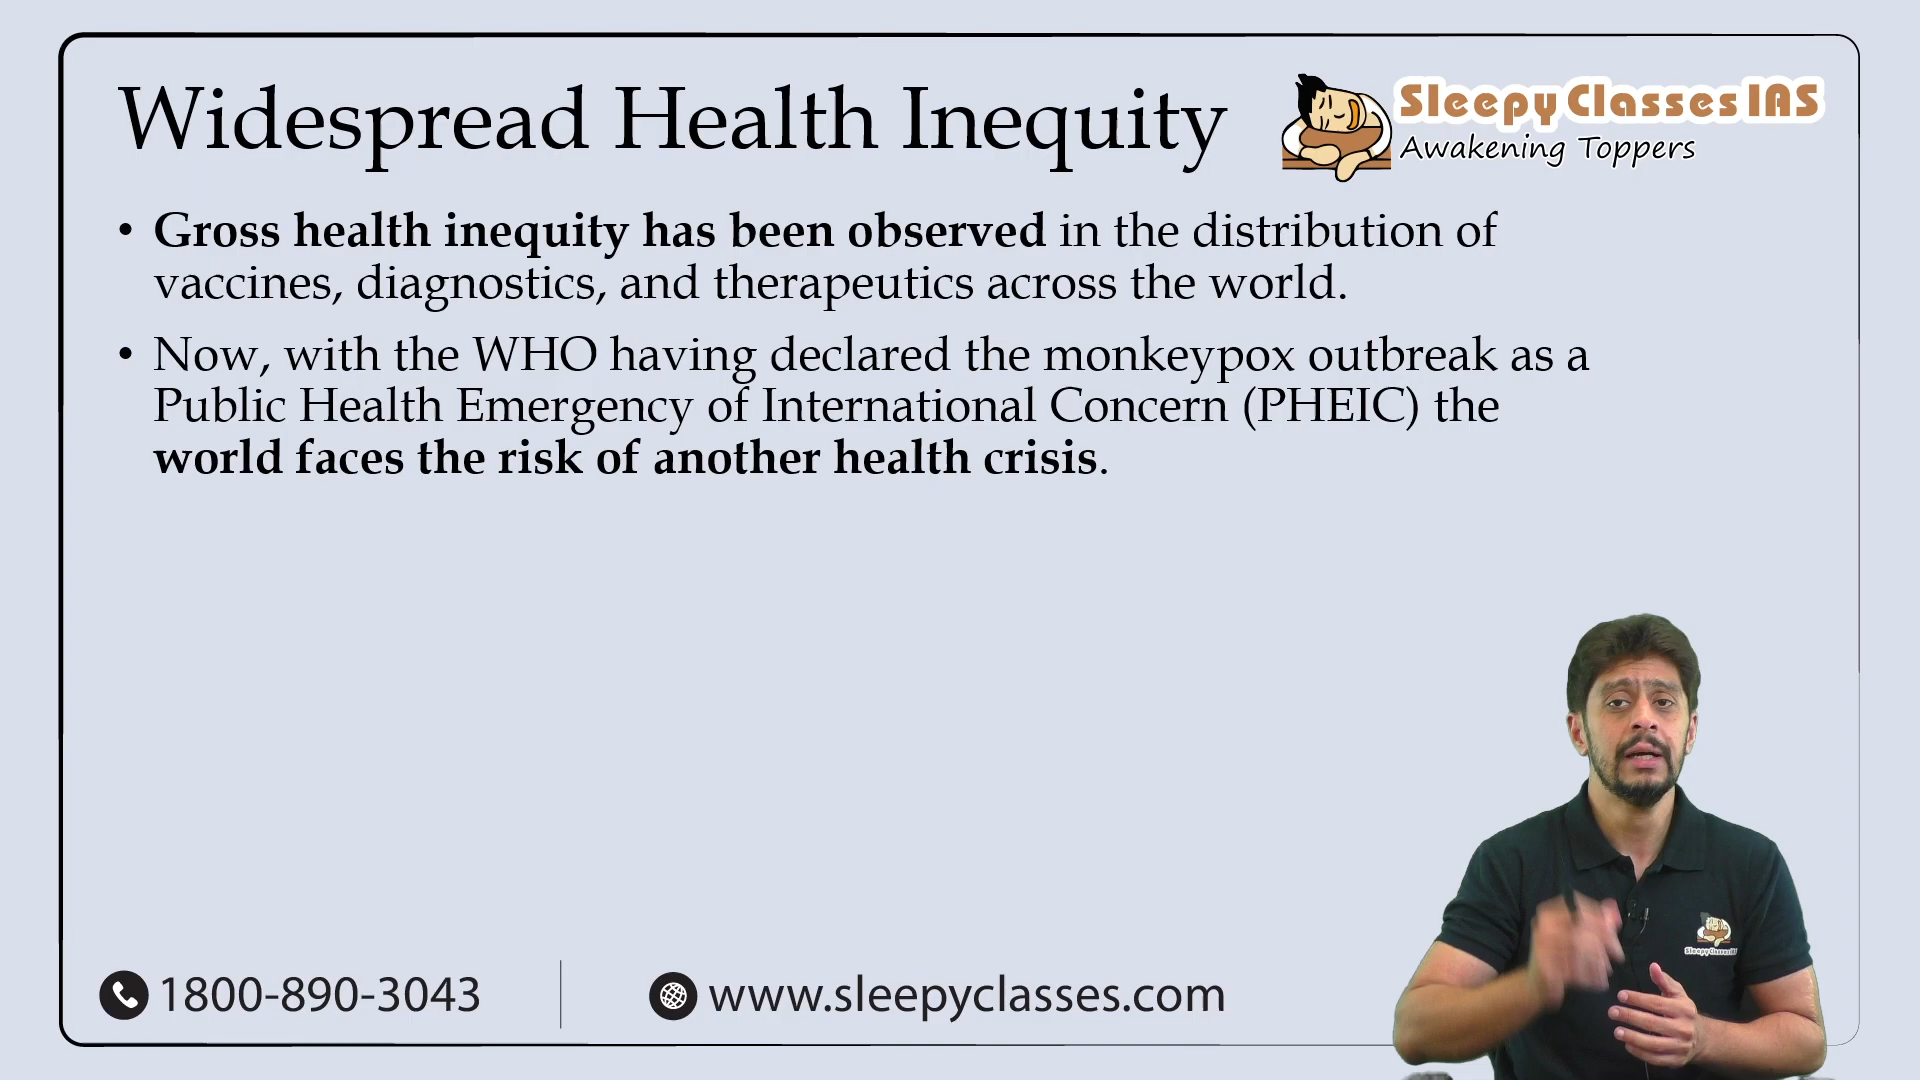 Widespread Health Inequity
Sleepy Classes IAS
Awakening Toppers
• Gross health inequity has been observed in the distribution of
vaccines, diagnostics, and therapeutics across the world.
• Now, with the WHO having declared the monkeypox outbreak as a
Public Health Emergency of International Concern (PHEIC) the
world faces the risk of another health crisis.
Sleepy Classes IAS
1800-890-3043
www.sleepyclasses.com